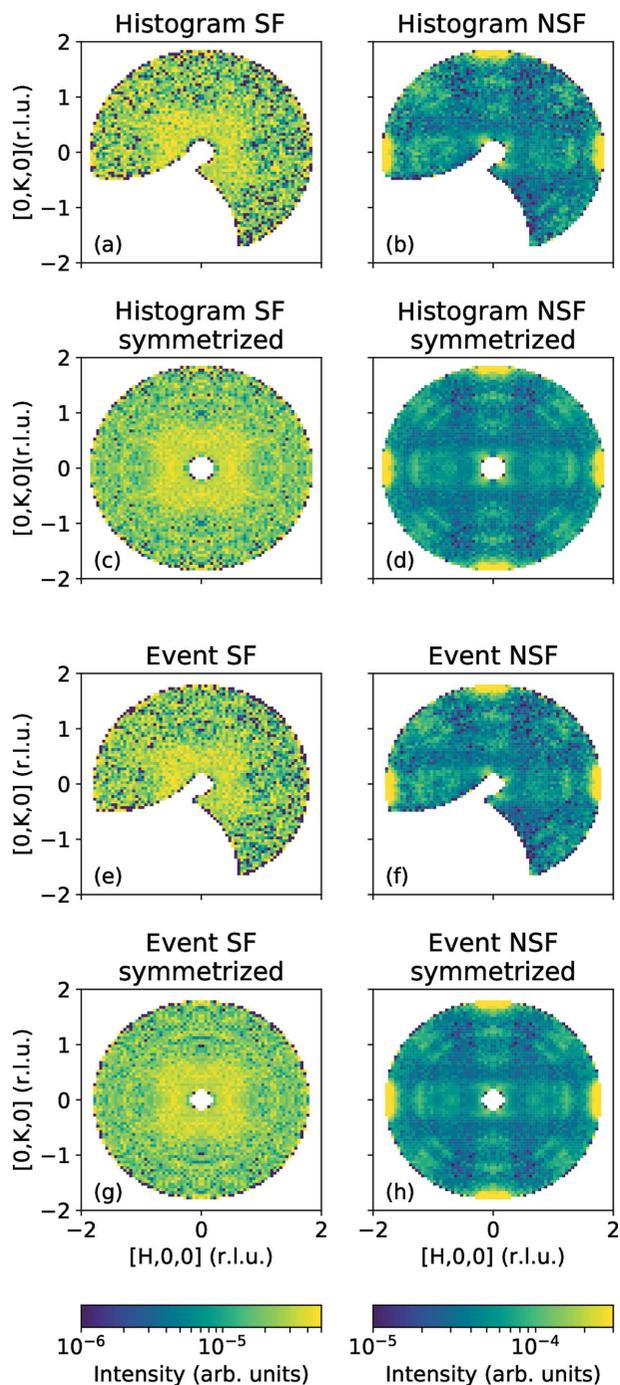 Histogram SF Histogram NSF
2
1
0
−1
−2
[0,K,0](r.l.u.)
(a) (b)
Histogram SF Histogram NSF
symmetrized symmetrized
2
1
0
−1
−2
[0,K,0](r.l.u.)
(c) (d)
Event SF Event NSF
2
1
0
−1
−2
[0,K,0] (r.l.u.)
(e) (f)
Event SF Event NSF
symmetrized symmetrized
2
1
0
−1
−2
[0,K,0] (r.l.u.)
(g) (h)
−2 0 2 −2 0 2
[H,0,0] (r.l.u.) [H,0,0] (r.l.u.)
10⁻⁶ 10⁻⁵ 10⁻⁵ 10⁻⁴
Intensity (arb. units) Intensity (arb. units)